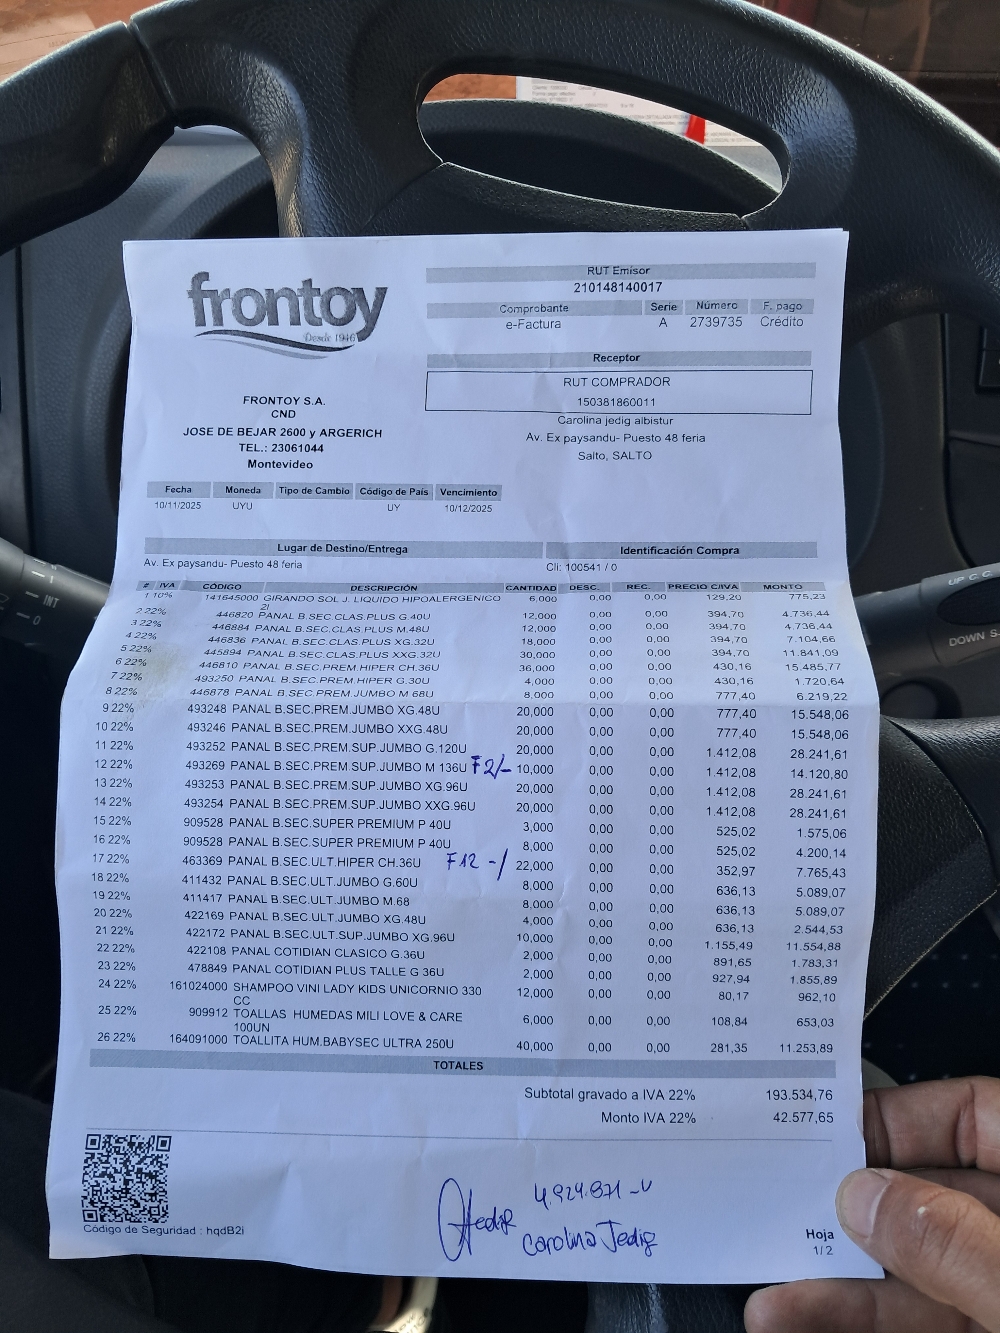 frontoy
Desde 1946
RUT Emisor
210148140017
Comprobante Serie Número F. pago
e-Factura A 2739735 Crédito
Receptor
RUT COMPRADOR
150381860011
Carolina jedig albistur
Av. Ex paysandu- Puesto 48 feria
Salto, SALTO
FRONTOY S.A.
CND
JOSE DE BEJAR 2600 y ARGERICH
TEL.: 23061044
Montevideo
Fecha Moneda Tipo de Cambio Código de País Vencimiento
10/11/2025 UYU UY 10/12/2025
Lugar de Destino/Entrega Identificación Compra
Av. Ex paysandu- Puesto 48 feria Cli: 100541 / 0
# IVA CÓDIGO DESCRIPCIÓN CANTIDAD DESC. REC. PRECIO C/IVA MONTO
1 10% 141645000 GIRANDO SOL J. LIQUIDO HIPOALERGENICO 6,000 0,00 0,00 129,20 775,23
2l
2 22% 446820 PANAL B.SEC.CLAS.PLUS G.40U 12,000 0,00 0,00 394,70 4.736,44
3 22% 446884 PANAL B.SEC.CLAS.PLUS M.48U 12,000 0,00 0,00 394,70 4.736,44
4 22% 446836 PANAL B.SEC.CLAS.PLUS XG.32U 18,000 0,00 0,00 394,70 7.104,66
5 22% 445894 PANAL B.SEC.CLAS.PLUS XXG.32U 30,000 0,00 0,00 394,70 11.841,09
6 22% 446810 PANAL B.SEC.PREM.HIPER CH.36U 36,000 0,00 0,00 430,16 15.485,77
7 22% 493250 PANAL B.SEC.PREM.HIPER G.30U 4,000 0,00 0,00 430,16 1.720,64
8 22% 446878 PANAL B.SEC.PREM.JUMBO M 68U 8,000 0,00 0,00 777,40 6.219,22
9 22% 493248 PANAL B.SEC.PREM.JUMBO XG.48U 20,000 0,00 0,00 777,40 15.548,06
10 22% 493246 PANAL B.SEC.PREM.JUMBO XXG.48U 20,000 0,00 0,00 777,40 15.548,06
11 22% 493252 PANAL B.SEC.PREM.SUP.JUMBO G.120U 20,000 0,00 0,00 1.412,08 28.241,61
12 22% 493269 PANAL B.SEC.PREM.SUP.JUMBO M 136U F2/- 10,000 0,00 0,00 1.412,08 14.120,80
13 22% 493253 PANAL B.SEC.PREM.SUP.JUMBO XG.96U 20,000 0,00 0,00 1.412,08 28.241,61
14 22% 493254 PANAL B.SEC.PREM.SUP.JUMBO XXG.96U 20,000 0,00 0,00 1.412,08 28.241,61
15 22% 909528 PANAL B.SEC.SUPER PREMIUM P 40U 3,000 0,00 0,00 525,02 1.575,06
16 22% 909528 PANAL B.SEC.SUPER PREMIUM P 40U 8,000 0,00 0,00 525,02 4.200,14
17 22% 463369 PANAL B.SEC.ULT.HIPER CH.36U F12 -/ 22,000 0,00 0,00 352,97 7.765,43
18 22% 411432 PANAL B.SEC.ULT.JUMBO G.60U 8,000 0,00 0,00 636,13 5.089,07
19 22% 411417 PANAL B.SEC.ULT.JUMBO M.68 8,000 0,00 0,00 636,13 5.089,07
20 22% 422169 PANAL B.SEC.ULT.JUMBO XG.48U 4,000 0,00 0,00 636,13 2.544,53
21 22% 422172 PANAL B.SEC.ULT.SUP.JUMBO XG.96U 10,000 0,00 0,00 1.155,49 11.554,88
22 22% 422108 PANAL COTIDIAN CLASICO G.36U 2,000 0,00 0,00 891,65 1.783,31
23 22% 478849 PANAL COTIDIAN PLUS TALLE G 36U 2,000 0,00 0,00 927,94 1.855,89
24 22% 161024000 SHAMPOO VINI LADY KIDS UNICORNIO 330 12,000 0,00 0,00 80,17 962,10
CC
25 22% 909912 TOALLAS HUMEDAS MILI LOVE & CARE 6,000 0,00 0,00 108,84 653,03
100UN
26 22% 164091000 TOALLITA HUM.BABYSEC ULTRA 250U 40,000 0,00 0,00 281,35 11.253,89
TOTALES
Subtotal gravado a IVA 22% 193.534,76
Monto IVA 22% 42.577,65
Código de Seguridad : hqdB2i
Carolina Jedig
Hoja
1/2
INT
0
UP C.C.
DOWN S